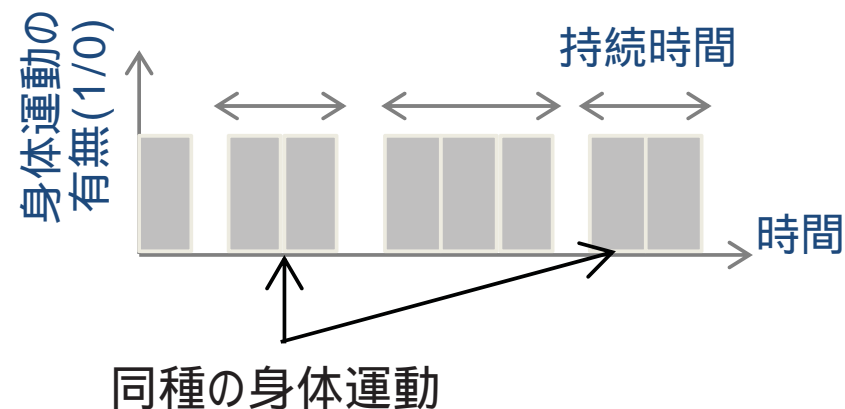 身体運動の
有無(1/0)
持続時間
時間
同種の身体運動